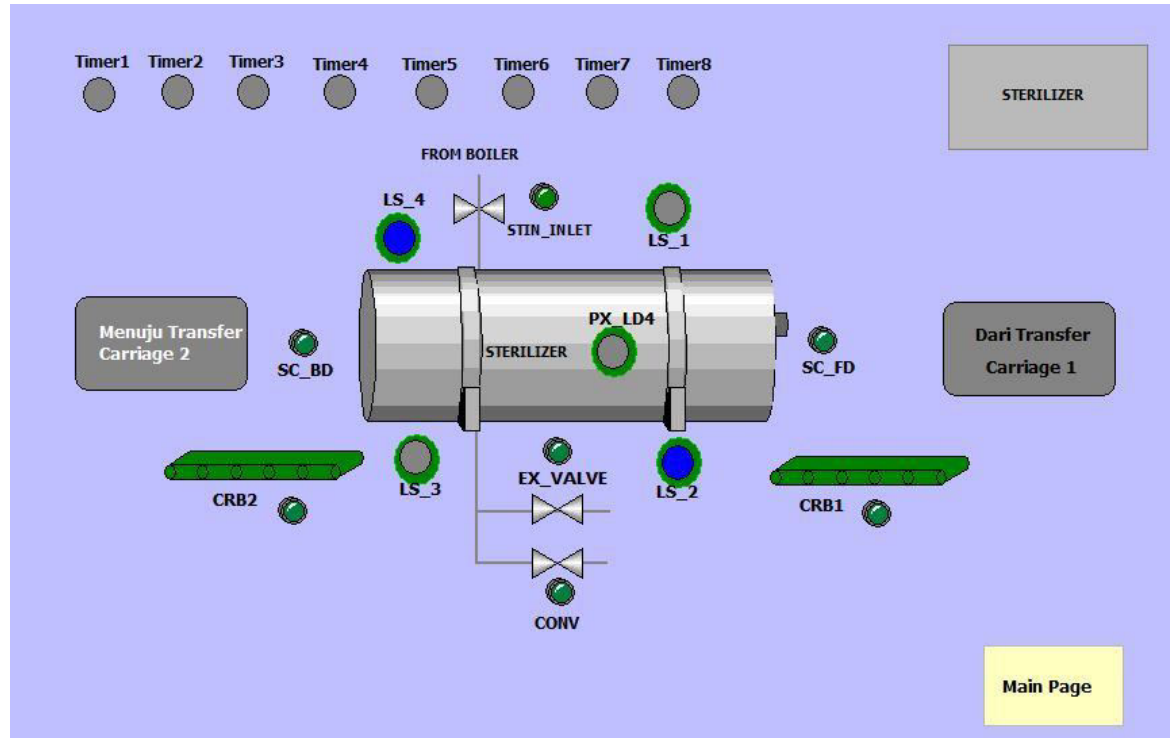 Timer1 Timer2 Timer3 Timer4 Timer5 Timer6 Timer7 Timer8
STERILIZER
FROM BOILER
LS_4
STIN_INLET
LS_1
Menuju Transfer
Carriage 2
SC_BD
PX_LD4
STERILIZER
SC_FD
Dari Transfer
Carriage 1
CRB2
LS_3
EX_VALVE
LS_2
CRB1
CONV
Main Page